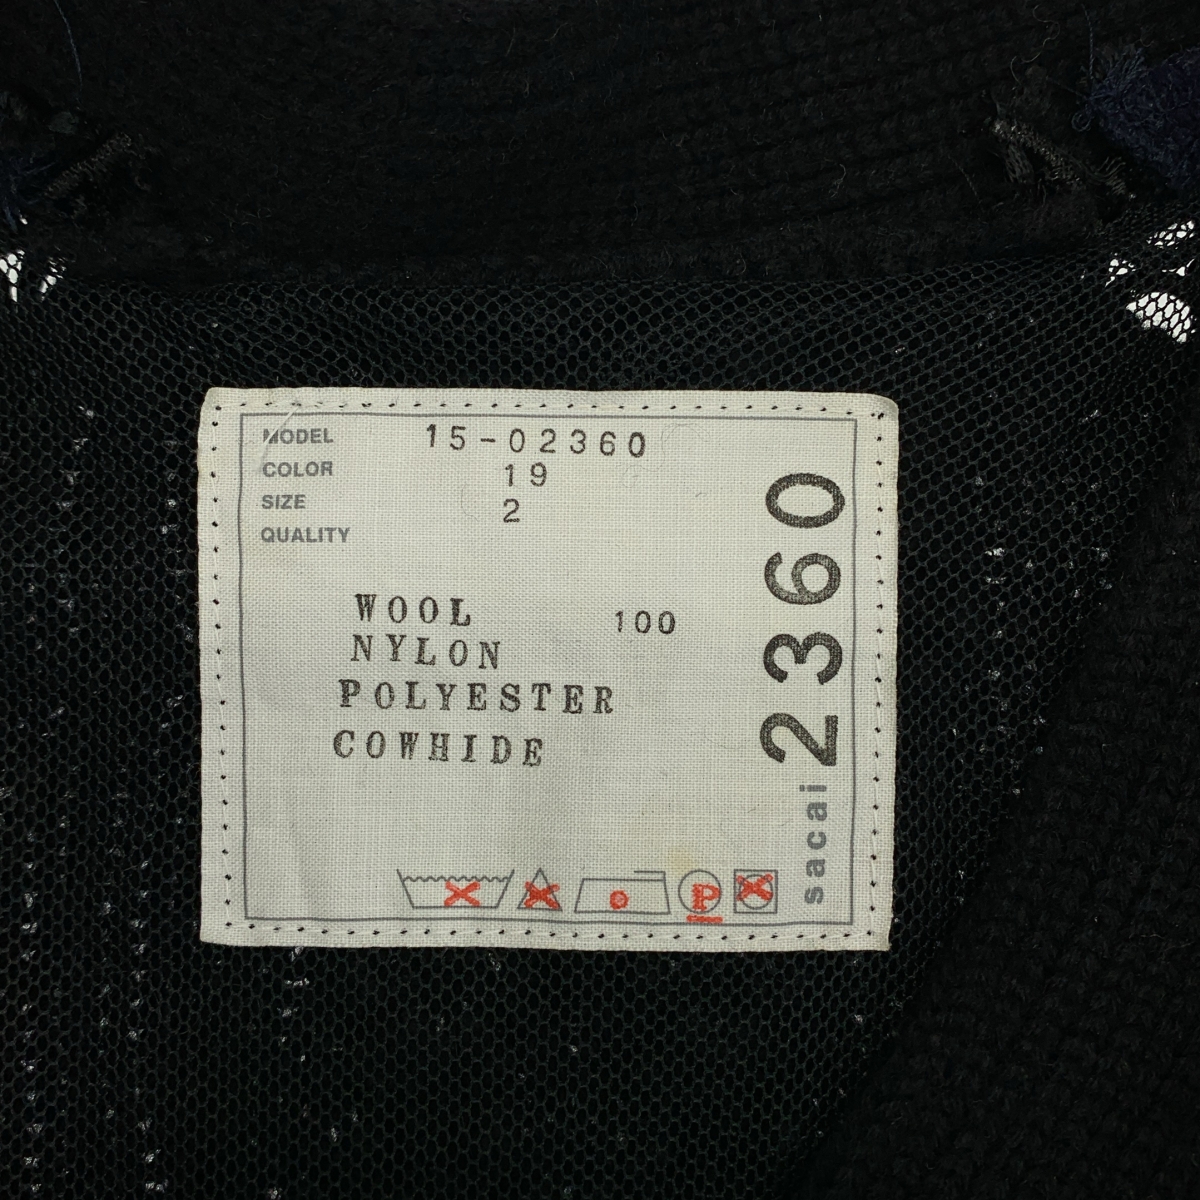 MODEL 15-02360
COLOR 19
SIZE 2
QUALITY
WOOL 100
NYLON
POLYESTER
COWHIDE
P
sacai 2360